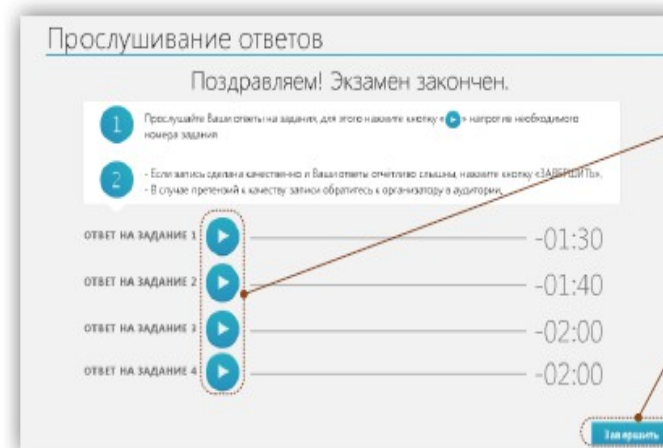 Прослушивание ответов
Поздравляем! Экзамен закончен.
1 Прослушайте Ваши ответы на задания, для этого нажмите кнопку « » напротив необходимого
номера задания
2 - Если запись сделана качественно и Ваши ответы отчетливо слышны, нажмите кнопку «ЗАВЕРШИТЬ».
- В случае претензий к качеству записи обратитесь к организатору в аудитории.
ОТВЕТ НА ЗАДАНИЕ 1 -01:30
ОТВЕТ НА ЗАДАНИЕ 2 -01:40
ОТВЕТ НА ЗАДАНИЕ 3 -02:00
ОТВЕТ НА ЗАДАНИЕ 4 -02:00
Завершить